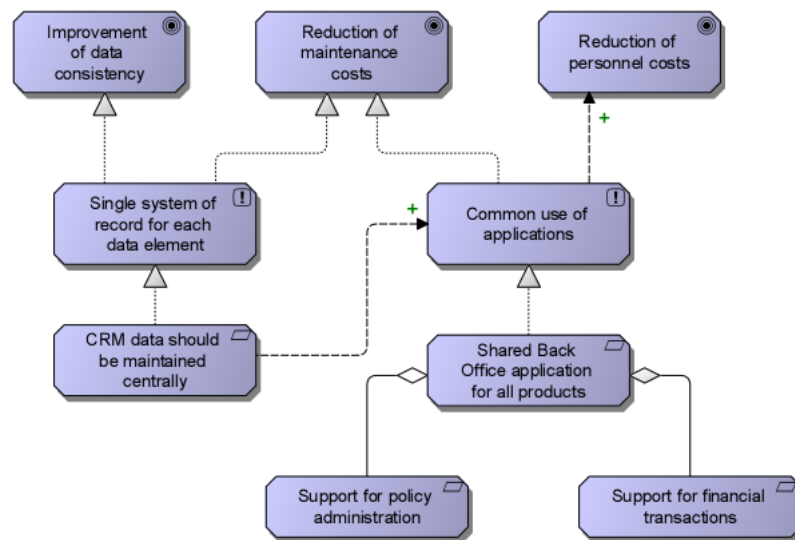 Improvement
of data
consistency
Reduction of
maintenance
costs
Reduction of
personnel costs
+
Single system of
record for each
data element
!
+
Common use of
applications
!
CRM data should
be maintained
centrally
Shared Back
Office application
for all products
Support for policy
administration
Support for financial
transactions